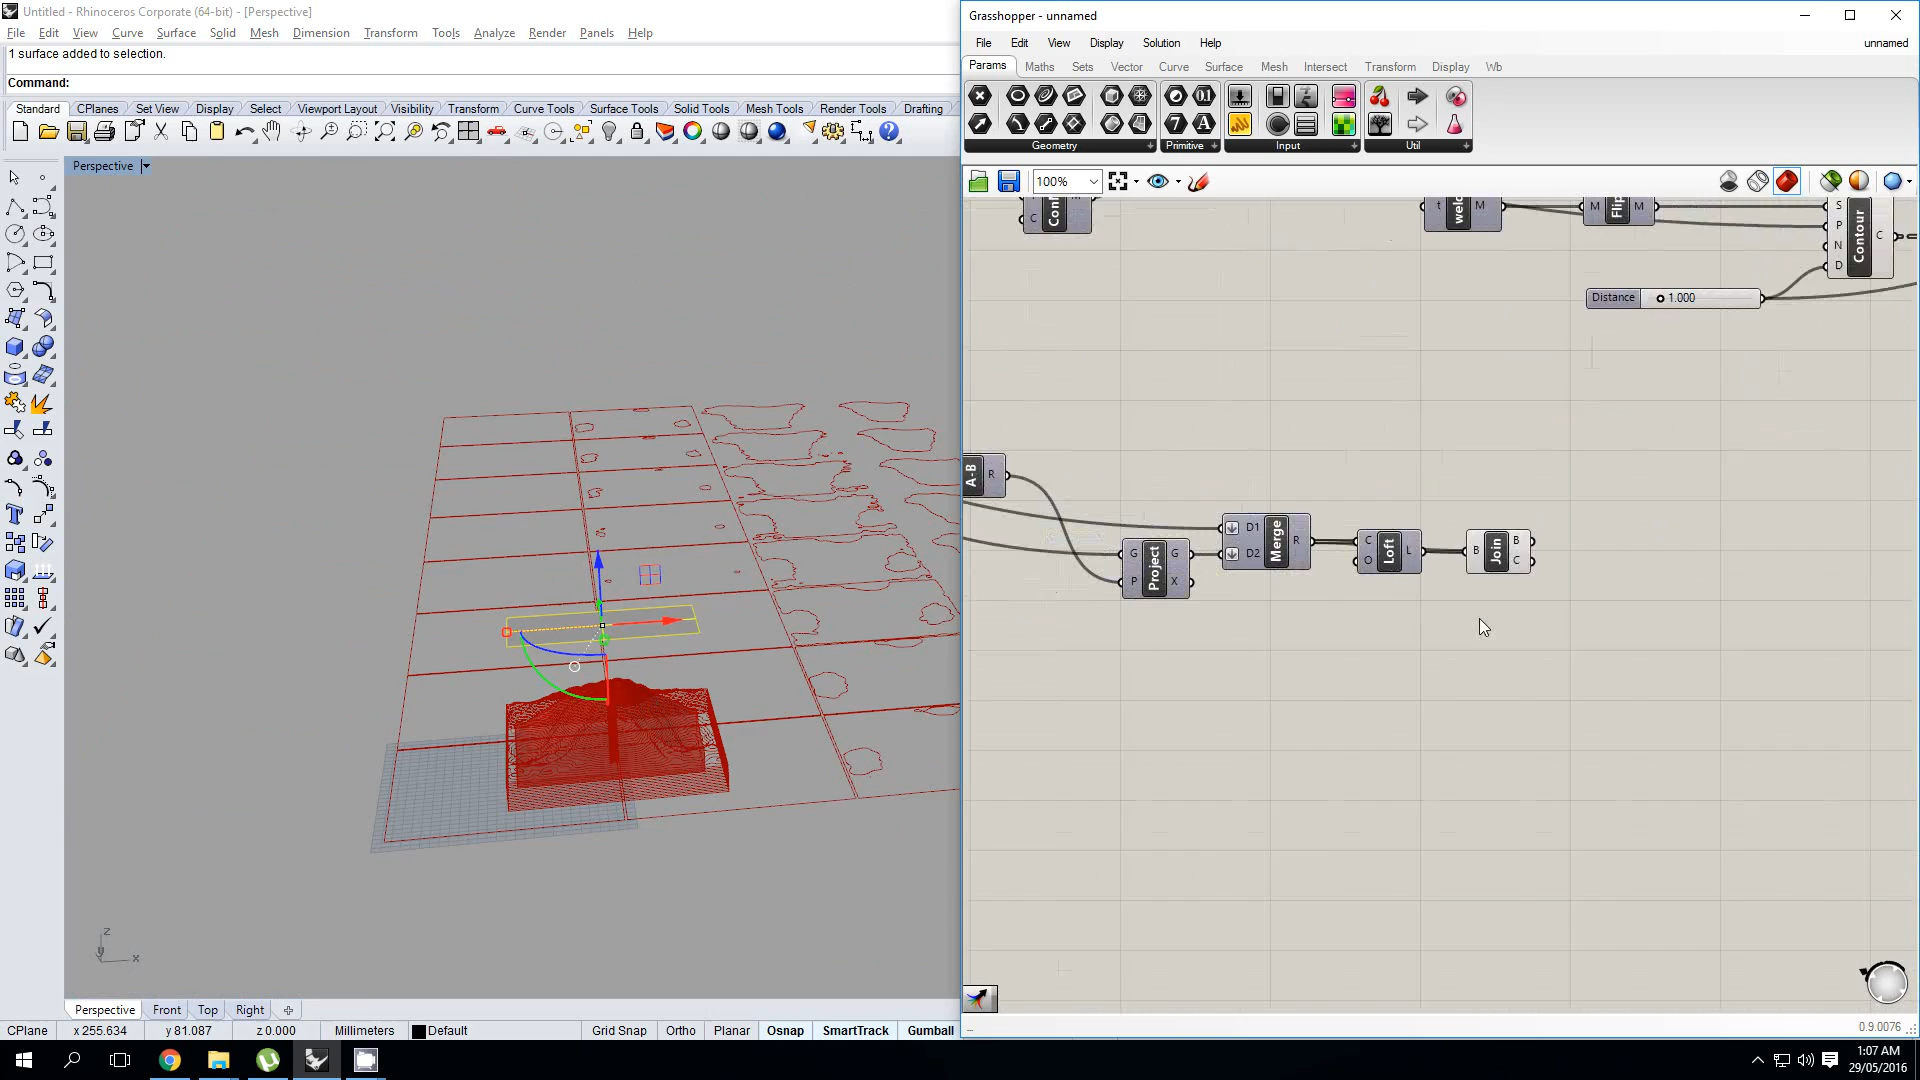 Untitled - Rhinoceros Corporate (64-bit) - [Perspective]
File Edit View Curve Surface Solid Mesh Dimension Transform Tools Analyze Render Panels Help
1 surface added to selection.
Command:
Standard CPlanes Set View Display Select Viewport Layout Visibility Transform Curve Tools Surface Tools Solid Tools Mesh Tools Render Tools Drafting
Perspective
z
x
Perspective Front Top Right
CPlane x 255.634 y 81.087 z 0.000 Millimeters Default Grid Snap Ortho Planar Osnap SmartTrack Gumball
Grasshopper - unnamed
File Edit View Display Solution Help unnamed
Params Maths Sets Vector Curve Surface Mesh Intersect Transform Display Wb
Geometry Primitive Input Util
100%
C
t M
M Flip M
S
P
N
D
Contour
C
Distance 1.000
A-B R
G
P
Project
G
X
D1
D2
Merge
R
C
O
Loft
L
B
Join
B
C
0.9.0076
1:07 AM
29/05/2016